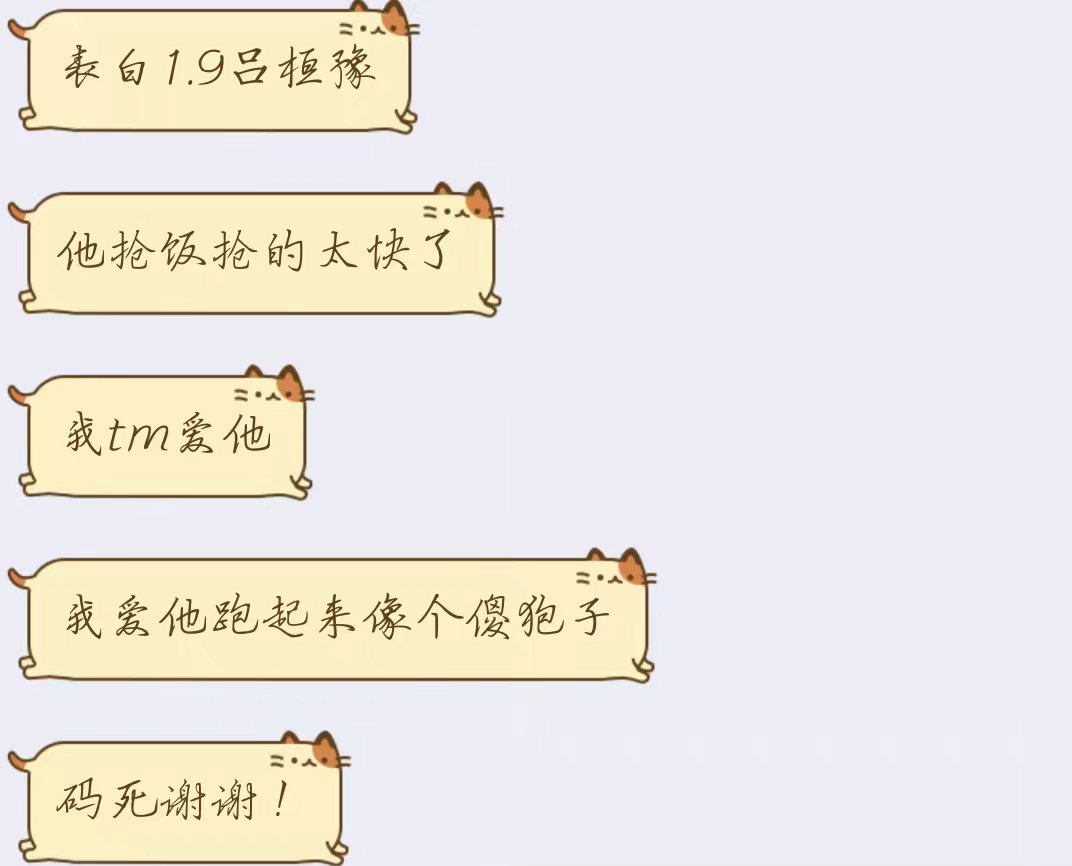 表白1.9吕桓豫
他抢饭抢的太快了
我tm爱他
我爱他跑起来像个傻狍子
码死谢谢！